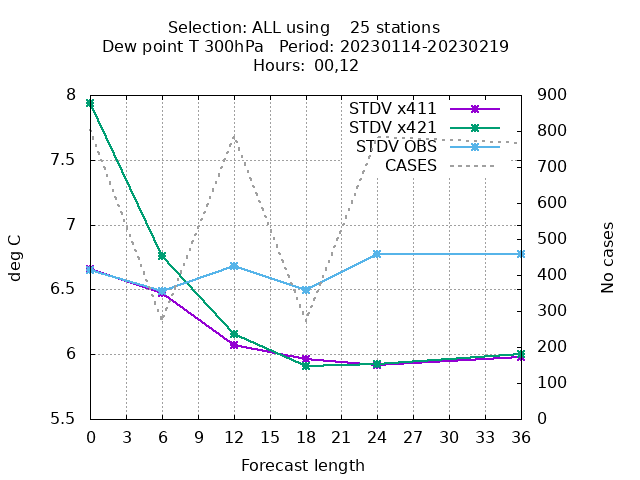 Selection: ALL using    25 stations
Dew point T 300hPa   Period: 20230114-20230219
Hours: 00,12
STDV x411
STDV x421
STDV OBS
CASES
8
7.5
7
6.5
6
5.5
900
800
700
600
500
400
300
200
100
0
deg C
No cases
0 3 6 9 12 15 18 21 24 27 30 33 36
Forecast length